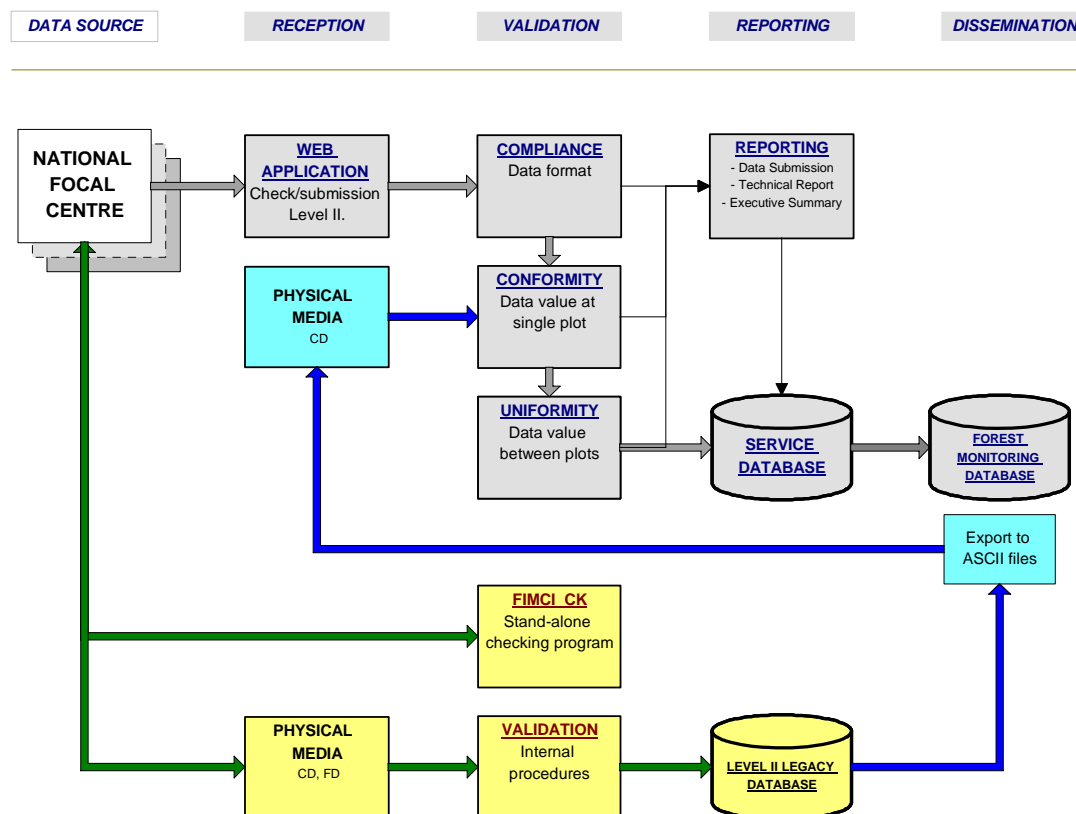 DATA SOURCE
RECEPTION
VALIDATION
REPORTING
DISSEMINATION
NATIONAL
FOCAL
CENTRE
WEB
APPLICATION
Check/submission
Level II.
COMPLIANCE
Data format
REPORTING
- Data Submission
- Technical Report
- Executive Summary
PHYSICAL
MEDIA
CD
CONFORMITY
Data value at
single plot
UNIFORMITY
Data value
between plots
SERVICE
DATABASE
FOREST
MONITORING
DATABASE
Export to
ASCII files
FIMCI_CK
Stand-alone
checking program
PHYSICAL
MEDIA
CD, FD
VALIDATION
Internal
procedures
LEVEL II LEGACY
DATABASE